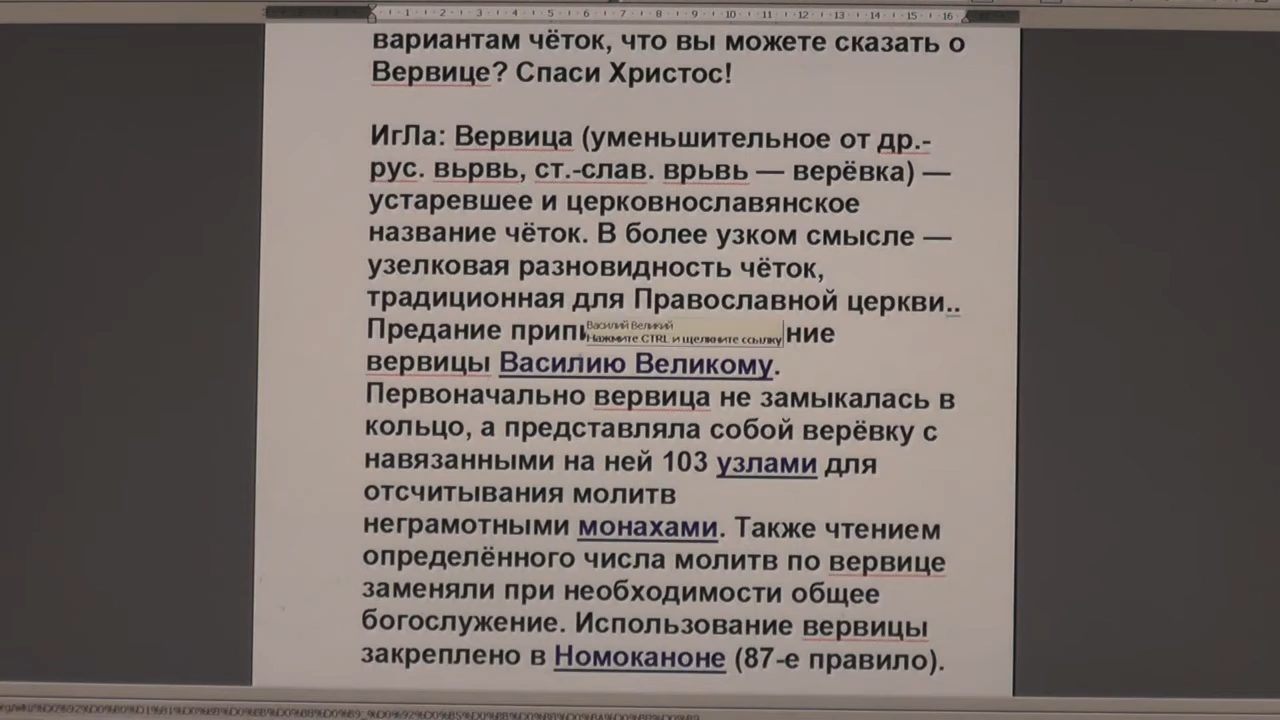 вариантам чёток, что вы можете сказать о
Вервице? Спаси Христос!
ИгЛа: Вервица (уменьшительное от др.-
рус. вьрвь, ст.-слав. врьвь — верёвка) —
устаревшее и церковнославянское
название чёток. В более узком смысле —
узелковая разновидность чёток,
традиционная для Православной церкви..
Предание
Василий Великий
Нажмите CTRL и щелкните ссылку
вервицы Василию Великому.
Первоначально вервица не замыкалась в
кольцо, а представляла собой верёвку с
навязанными на ней 103 узлами для
отсчитывания молитв
неграмотными монахами. Также чтением
определённого числа молитв по вервице
заменяли при необходимости общее
богослужение. Использование вервицы
закреплено в Номоканоне (87-е правило).